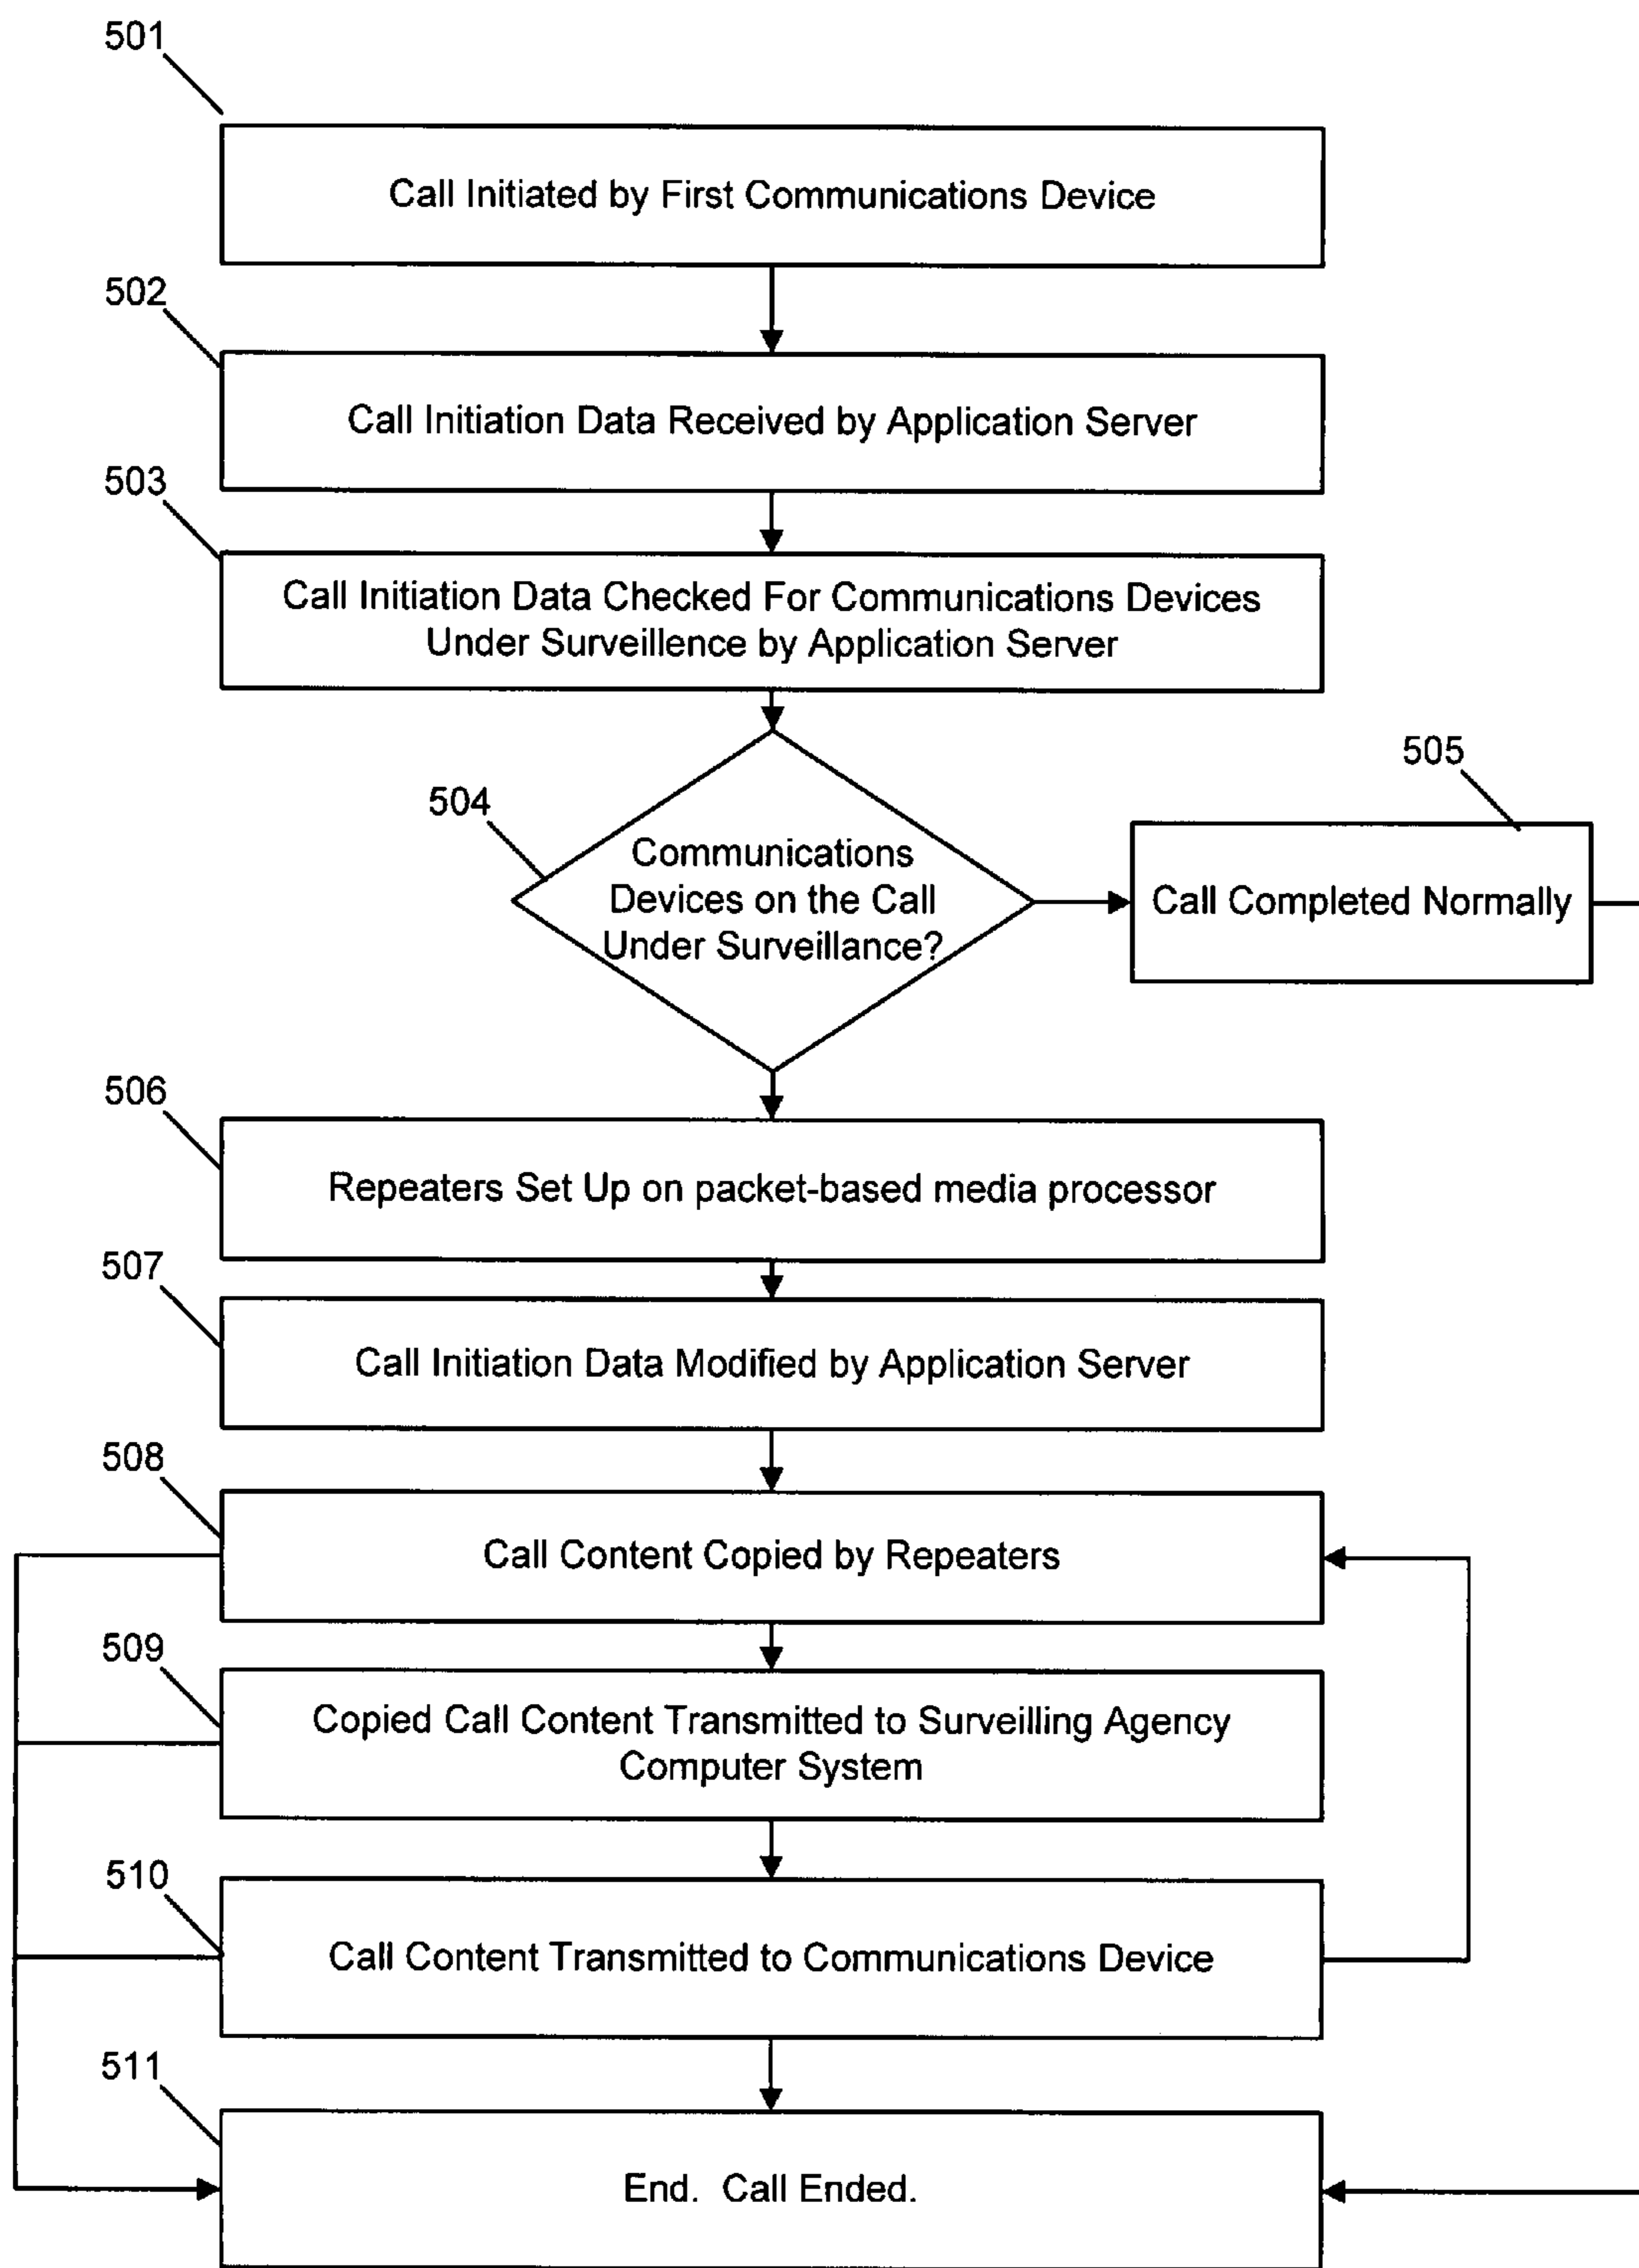 501
Call Initiated by First Communications Device
502
Call Initiation Data Received by Application Server
503
Call Initiation Data Checked For Communications Devices
Under Surveillence by Application Server
504
Communications
Devices on the Call
Under Surveillance?
505
Call Completed Normally
506
Repeaters Set Up on packet-based media processor
507
Call Initiation Data Modified by Application Server
508
Call Content Copied by Repeaters
509
Copied Call Content Transmitted to Surveilling Agency
Computer System
510
Call Content Transmitted to Communications Device
511
End. Call Ended.